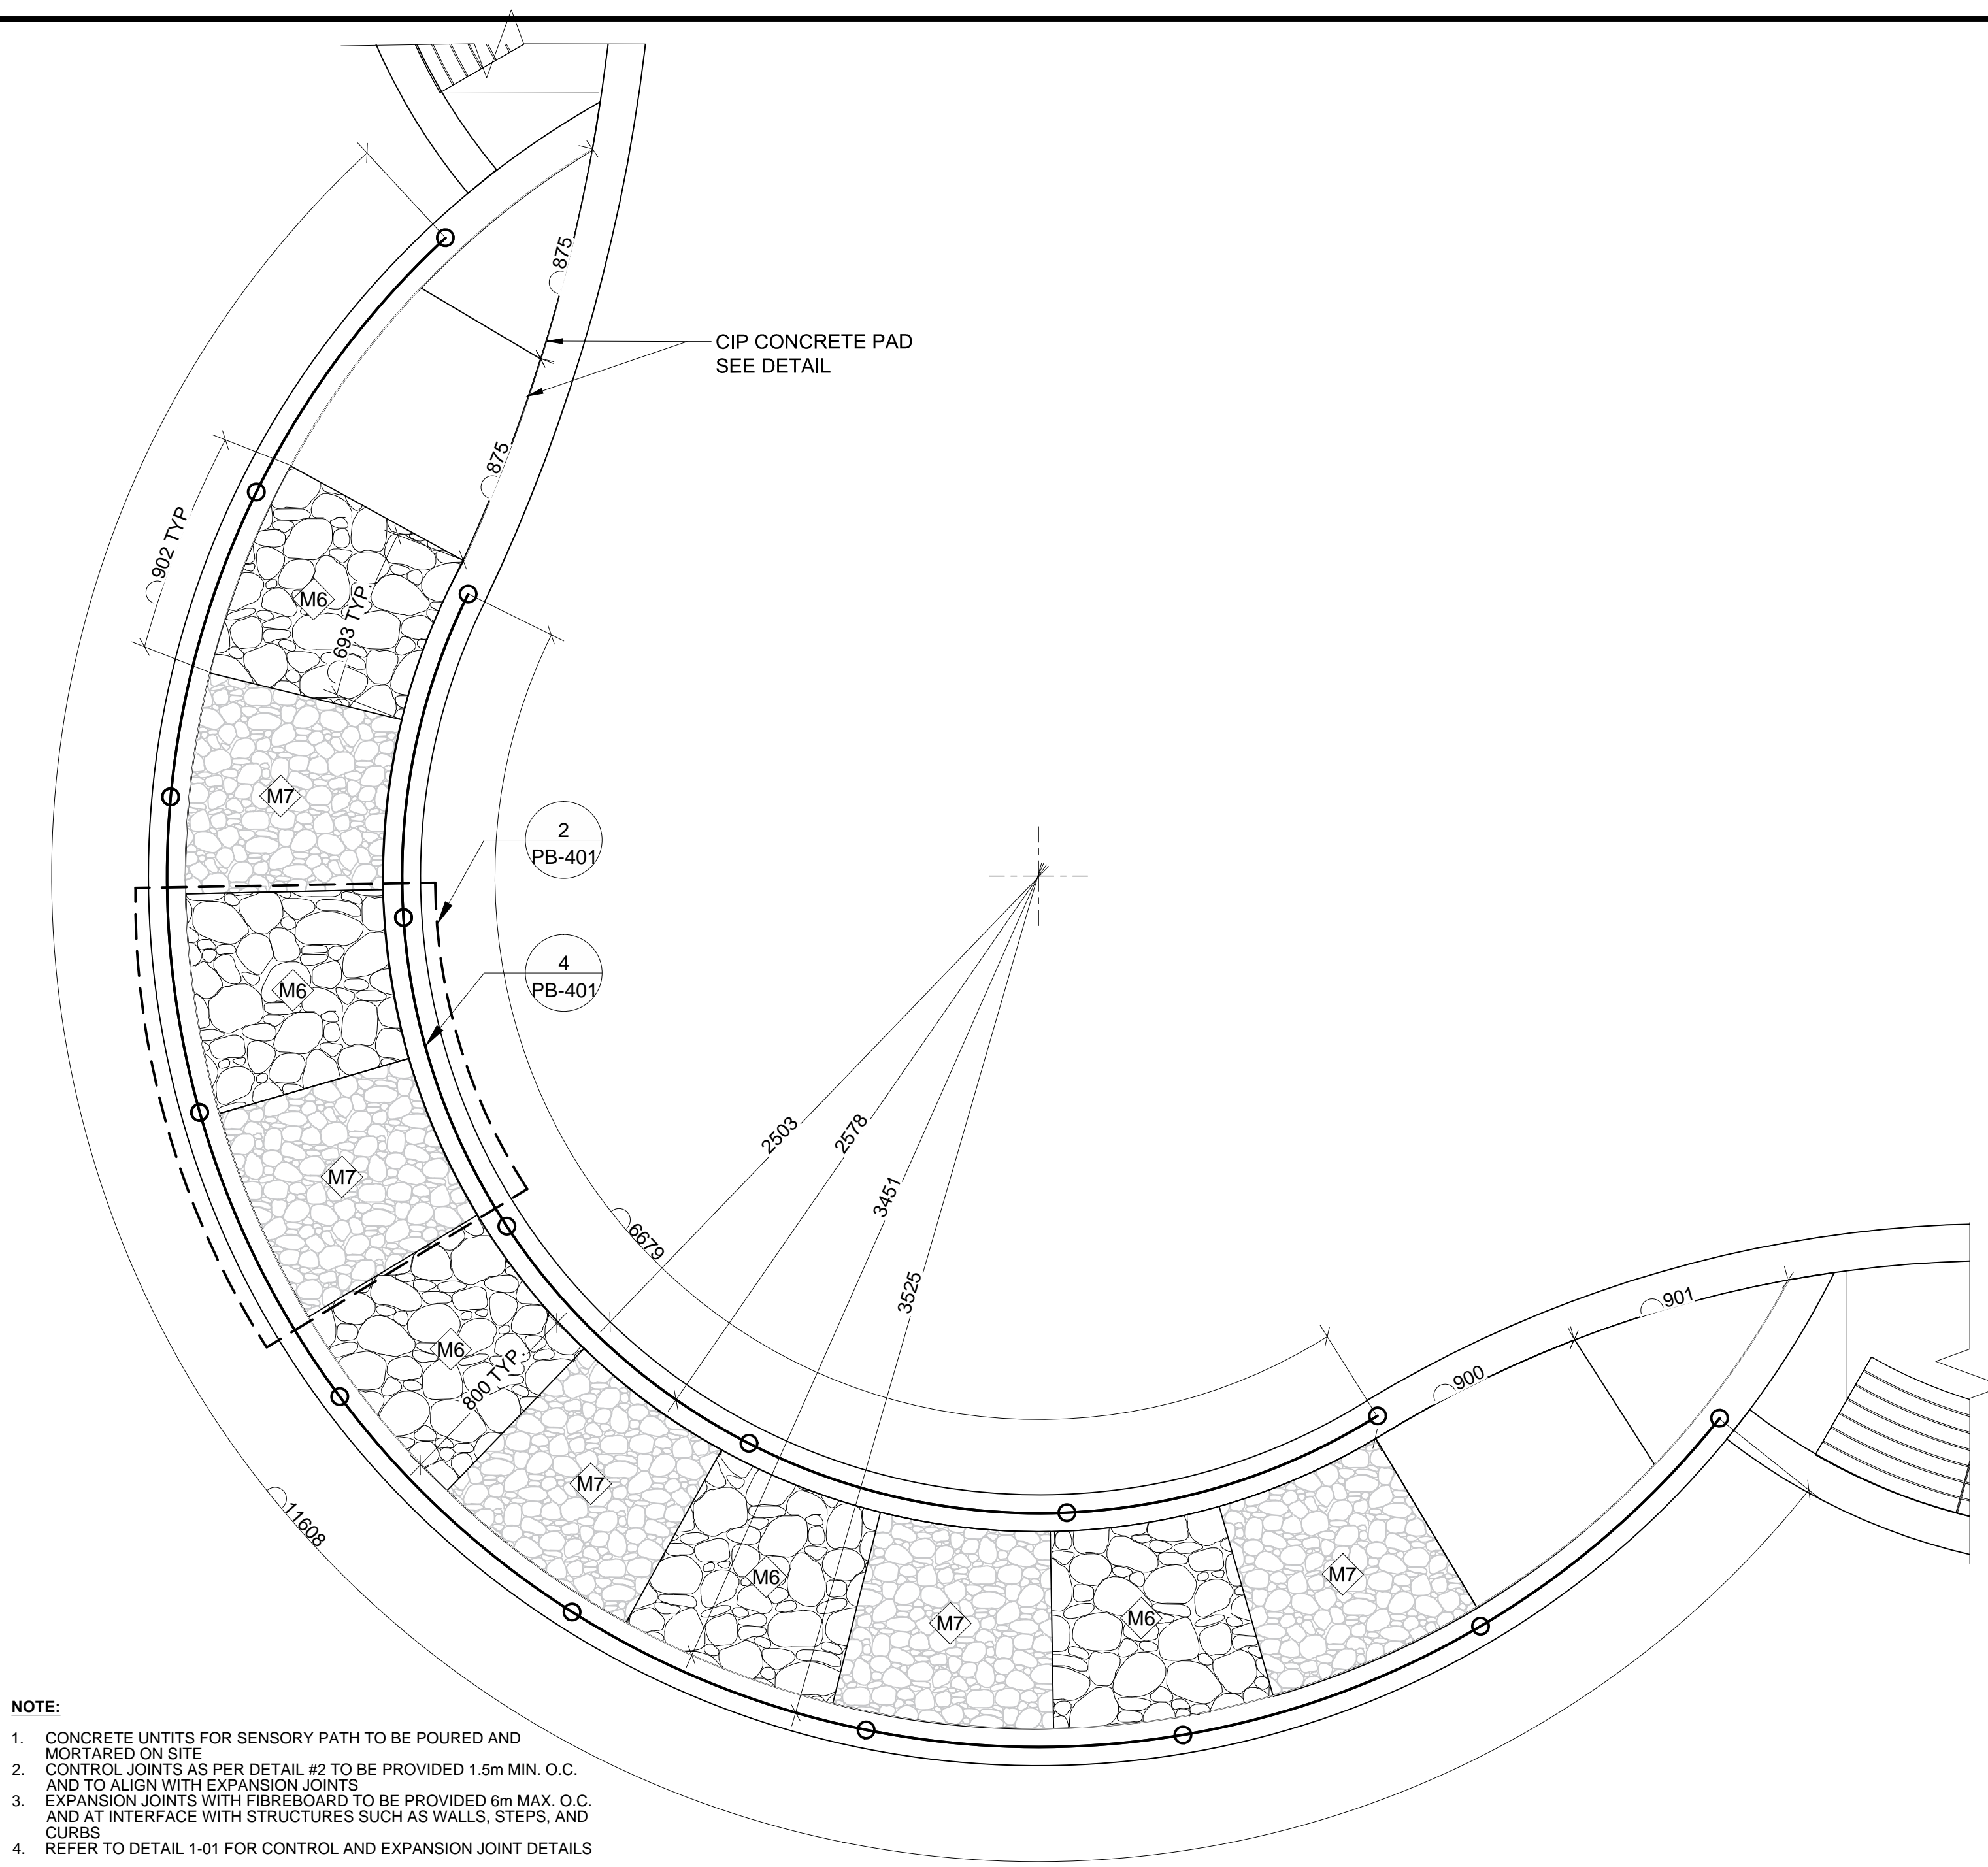 875
CIP CONCRETE PAD
SEE DETAIL
875
902 TYP
M6
693 TYP.
M7
2
PB-401
M6
4
PB-401
2503
2578
M7
3451
6679
3525
901
M6
800 TYP.
900
M7
11608
M6
M7
M6
M7
NOTE:
1. CONCRETE UNTITS FOR SENSORY PATH TO BE POURED AND
MORTARED ON SITE
2. CONTROL JOINTS AS PER DETAIL #2 TO BE PROVIDED 1.5m MIN. O.C.
AND TO ALIGN WITH EXPANSION JOINTS
3. EXPANSION JOINTS WITH FIBREBOARD TO BE PROVIDED 6m MAX. O.C.
AND AT INTERFACE WITH STRUCTURES SUCH AS WALLS, STEPS, AND
CURBS
4. REFER TO DETAIL 1-01 FOR CONTROL AND EXPANSION JOINT DETAILS